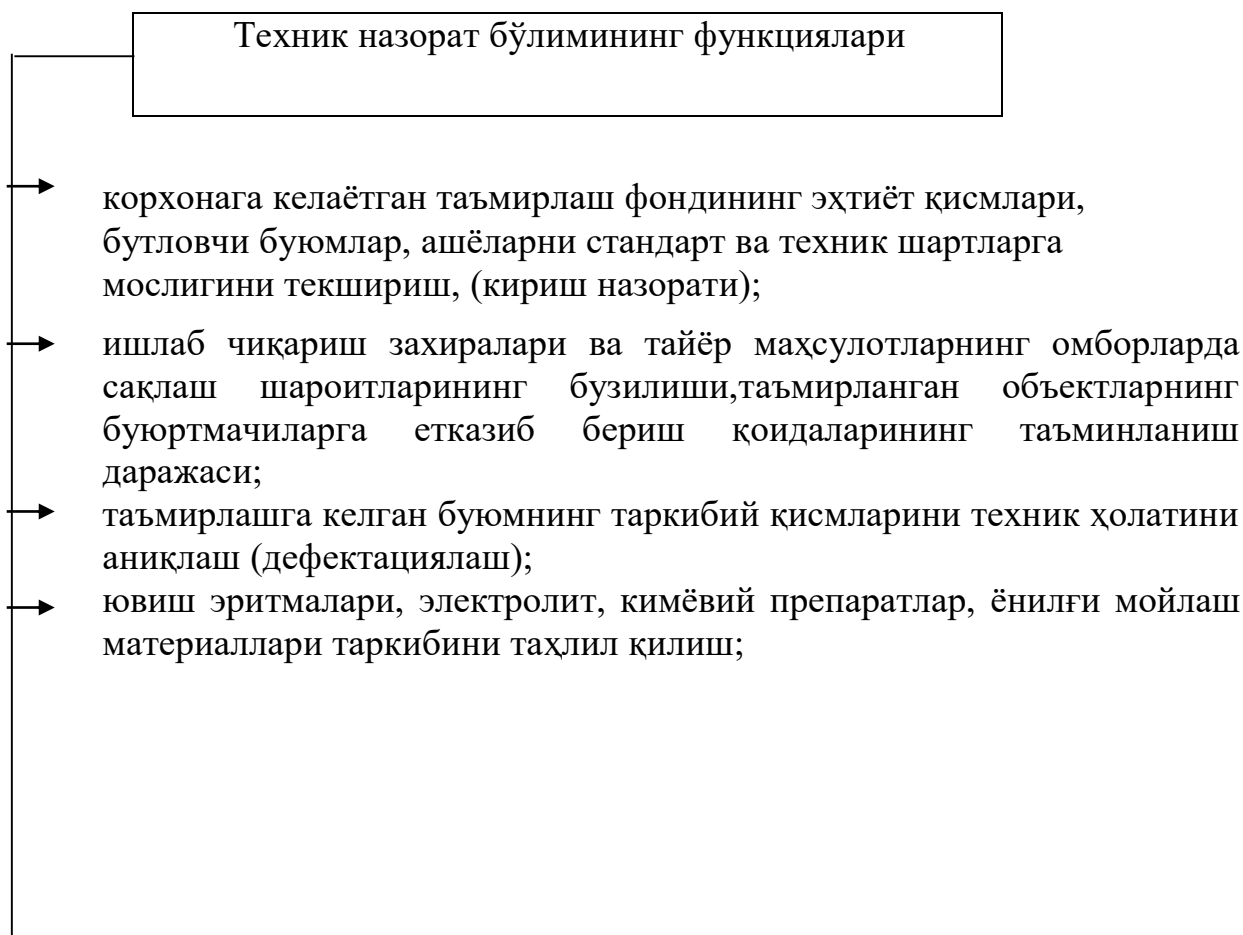 Техник назорат бўлимининг функциялари
корхонага келаётган таъмирлаш фондининг эҳтиёт қисмлари,
бутловчи буюмлар, ашёларни стандарт ва техник шартларга
мослигини текшириш, (кириш назорати);
ишлаб чиқариш захиралари ва тайёр маҳсулотларнинг омборларда
сақлаш шароитларининг бузилиши,таъмирланган объектларнинг
буюртмачиларга етказиб бериш қоидаларининг таъминланиш
даражаси;
таъмирлашга келган буюмнинг таркибий қисмларини техник ҳолатини
аниқлаш (дефектациялаш);
ювиш эритмалари, электролит, кимёвий препаратлар, ёнилғи мойлаш
материаллари таркибини таҳлил қилиш;